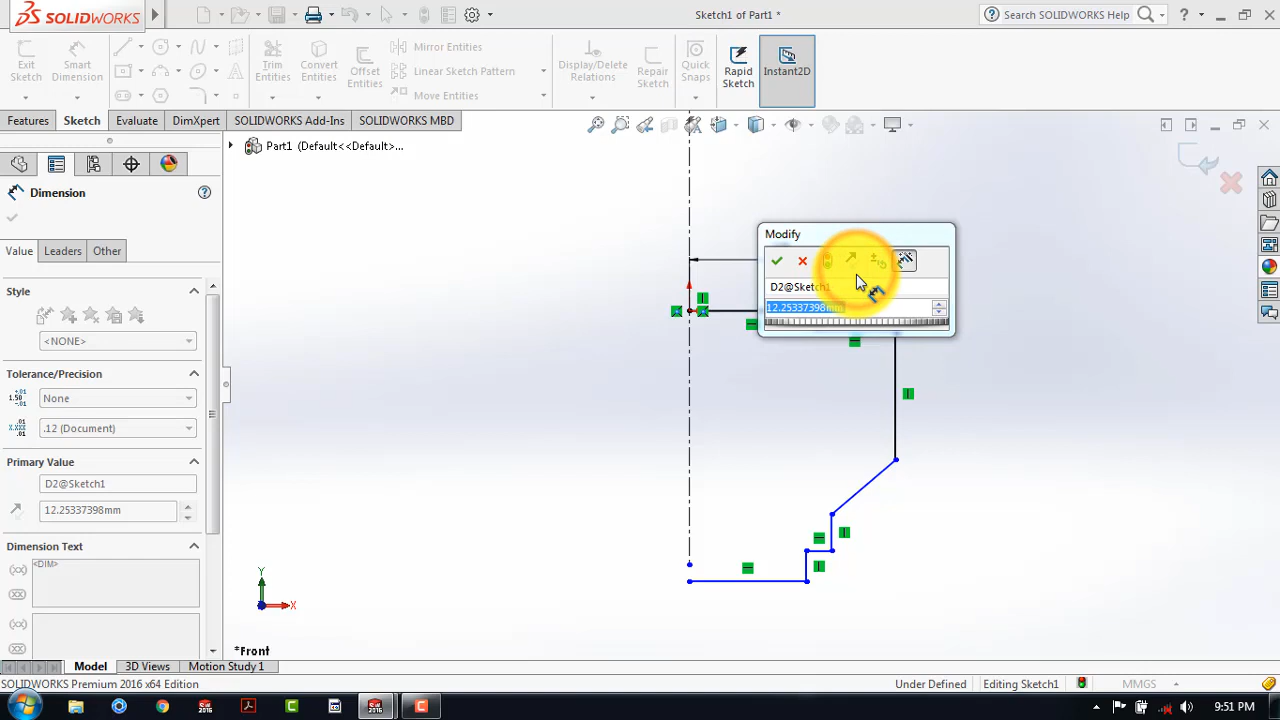 SOLIDWORKS
Sketch1 of Part1 *
Search SOLIDWORKS Help
Exit Sketch
Smart Dimension
Trim Entities
Convert Entities
Offset Entities
Mirror Entities
Linear Sketch Pattern
Move Entities
Display/Delete Relations
Repair Sketch
Quick Snaps
Rapid Sketch
Instant2D
Features
Sketch
Evaluate
DimXpert
SOLIDWORKS Add-Ins
SOLIDWORKS MBD
Part1 (Default<<Default>...
Dimension
Value
Leaders
Other
Style
<NONE>
Tolerance/Precision
None
.12 (Document)
Primary Value
D2@Sketch1
12.25337398mm
Dimension Text
<DIM>
Modify
D2@Sketch1
12.25337398mm
Y
X
*Front
Model
3D Views
Motion Study 1
SOLIDWORKS Premium 2016 x64 Edition
Under Defined
Editing Sketch1
MMGS
9:51 PM